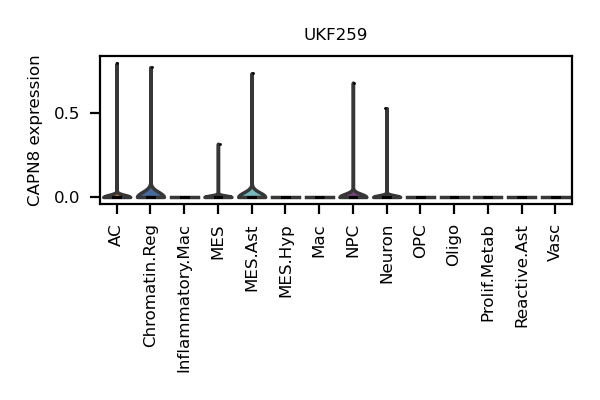 UKF259
CAPN8 expression
0.5
0.0
AC
Chromatin.Reg
Inflammatory.Mac
MES
MES.Ast
MES.Hyp
Mac
NPC
Neuron
OPC
Oligo
Prolif.Metab
Reactive.Ast
Vasc